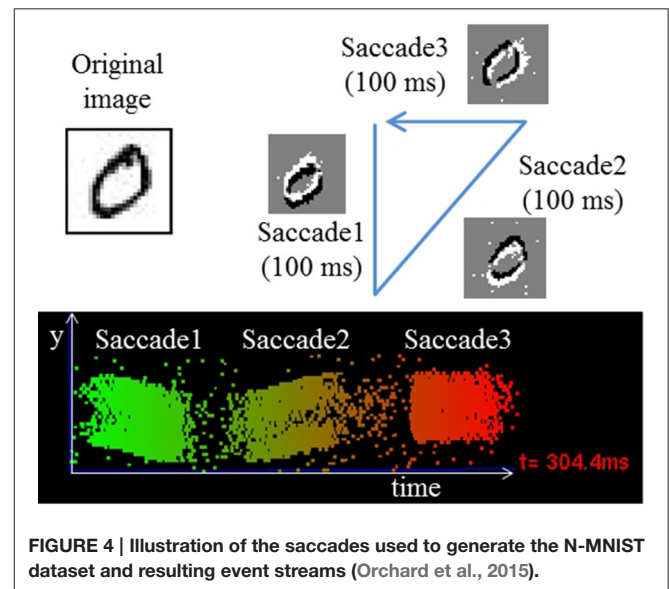 Original
image
Saccade3
(100 ms)
Saccade2
(100 ms)
Saccade1
(100 ms)
y
Saccade1 Saccade2 Saccade3
t= 304.4ms
time
FIGURE 4 | Illustration of the saccades used to generate the N-MNIST
dataset and resulting event streams (Orchard et al., 2015).